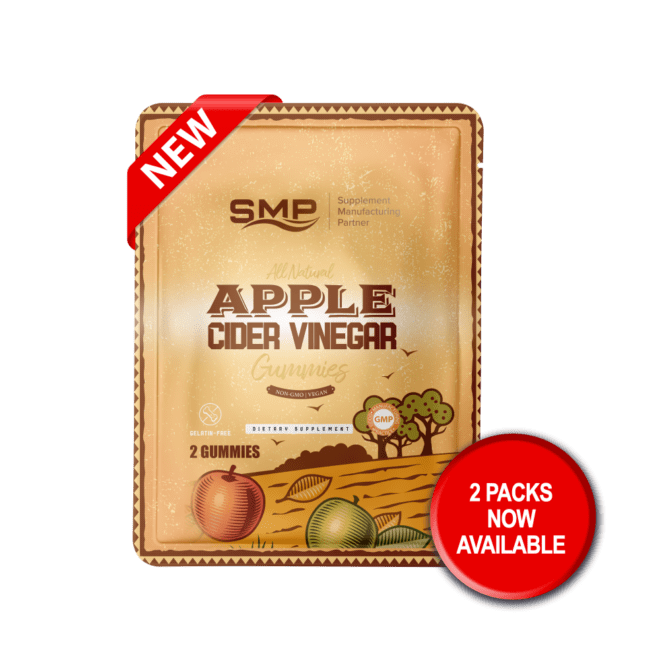 NEW
SMP
Supplement
Manufacturing
Partner
All Natural
APPLE
CIDER VINEGAR
Gummies
NON-GMO | VEGAN
DIETARY SUPPLEMENT
GMP
GELATIN-FREE
2 GUMMIES
2 PACKS
NOW
AVAILABLE